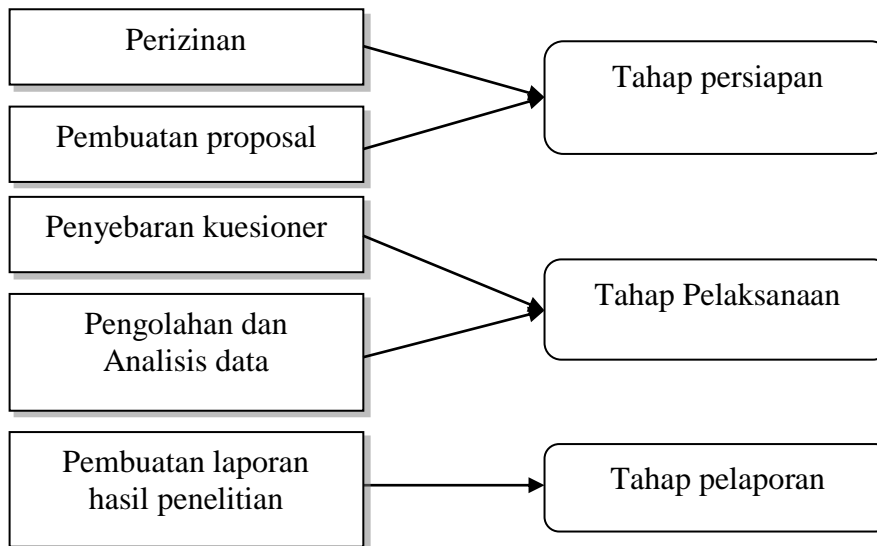 Perizinan
Tahap persiapan
Pembuatan proposal
Penyebaran kuesioner
Tahap Pelaksanaan
Pengolahan dan
Analisis data
Pembuatan laporan
hasil penelitian
Tahap pelaporan